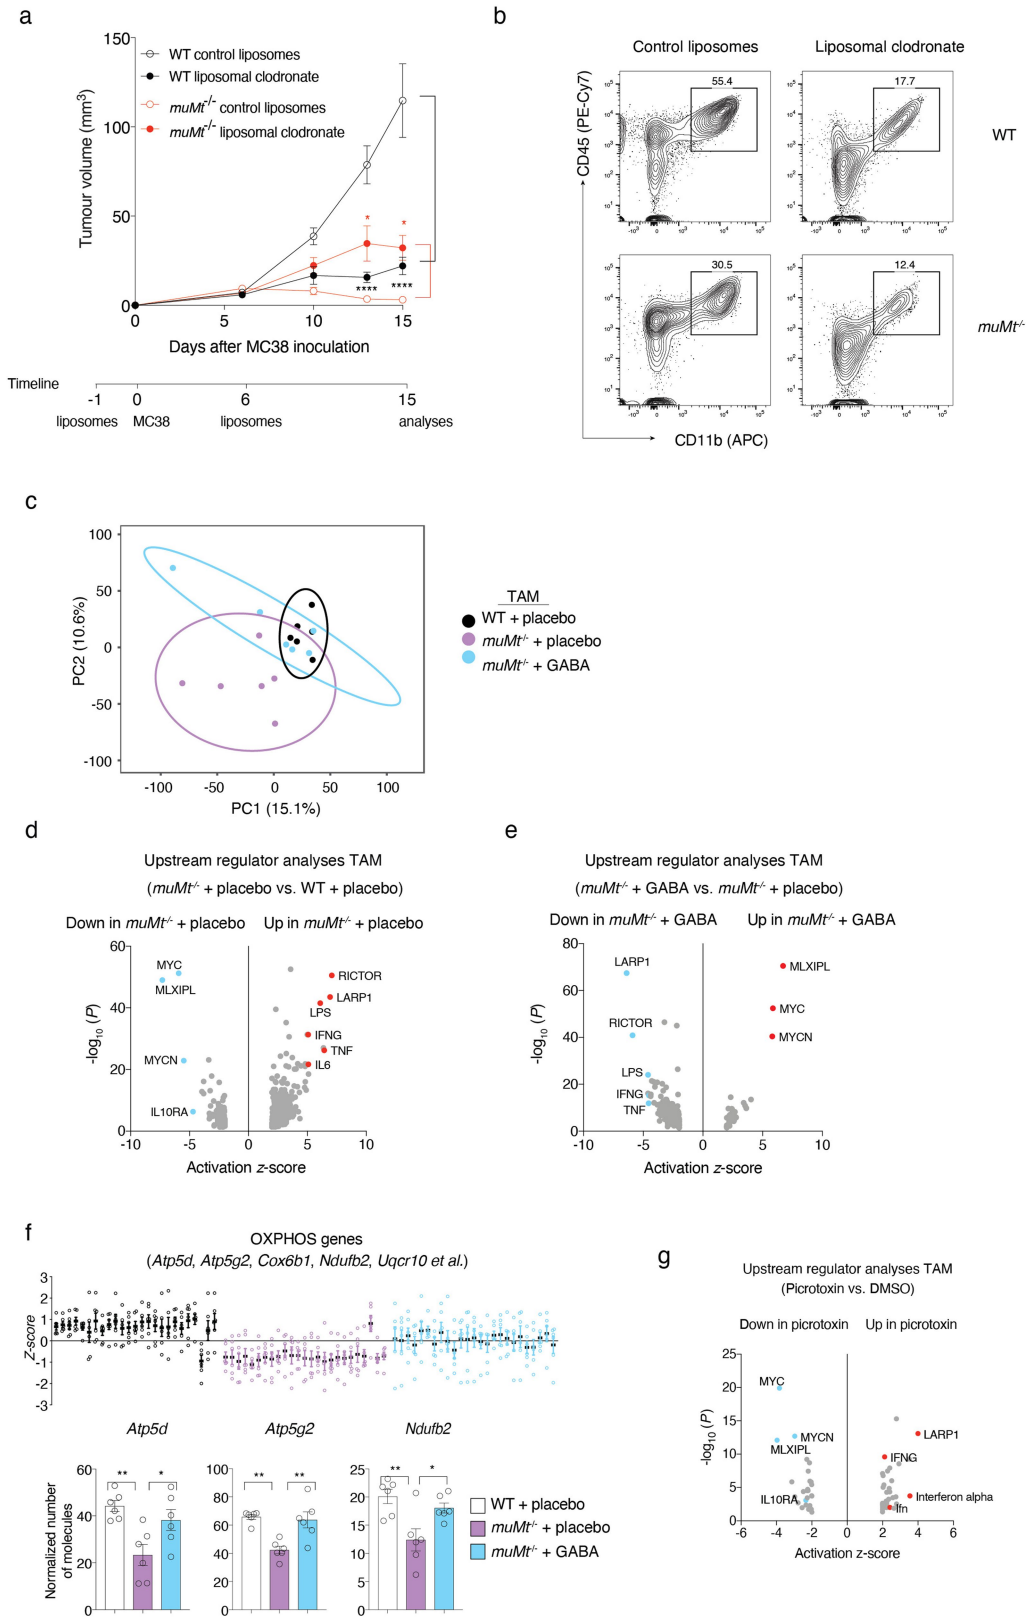 a
150
100
50
0
Tumour volume (mm³)
WT control liposomes
WT liposomal clodronate
muMt-/- control liposomes
muMt-/- liposomal clodronate
*
*
****
****
0
5
10
15
Days after MC38 inoculation
Timeline
-1
0
6
15
liposomes
MC38
liposomes
analyses
b
Control liposomes
Liposomal clodronate
CD45 (PE-Cy7)
55.4
17.7
WT
30.5
12.4
muMt-/-
CD11b (APC)
c
100
50
0
-50
-100
PC2 (10.6%)
-100
-50
0
50
100
PC1 (15.1%)
TAM
WT + placebo
muMt-/- + placebo
muMt-/- + GABA
d
Upstream regulator analyses TAM
(muMt-/- + placebo vs. WT + placebo)
Down in muMt-/- + placebo
Up in muMt-/- + placebo
60
40
20
0
-log10 (P)
MYC
MLXIPL
MYCN
IL10RA
RICTOR
LARP1
LPS
IFNG
TNF
IL6
-10
-5
0
5
10
Activation z-score
e
Upstream regulator analyses TAM
(muMt-/- + GABA vs. muMt-/- + placebo)
Down in muMt-/- + GABA
Up in muMt-/- + GABA
80
60
40
20
0
-log10 (P)
LARP1
RICTOR
LPS
IFNG
TNF
MLXIPL
MYC
MYCN
-10
-5
0
5
10
Activation z-score
f
OXPHOS genes
(Atp5d, Atp5g2, Cox6b1, Ndufb2, Uqcr10 et al.)
3
2
1
0
-1
-2
-3
Z-score
Atp5d
Atp5g2
Ndufb2
Normalized number
of molecules
60
40
20
0
**
*
100
80
60
40
20
0
**
**
25
20
15
10
5
0
**
*
WT + placebo
muMt-/- + placebo
muMt-/- + GABA
g
Upstream regulator analyses TAM
(Picrotoxin vs. DMSO)
Down in picrotoxin
Up in picrotoxin
25
20
15
10
5
0
-log10 (P)
MYC
MYCN
MLXIPL
IL10RA
LARP1
IFNG
Interferon alpha
Ifn
-6
-4
-2
0
2
4
6
Activation z-score